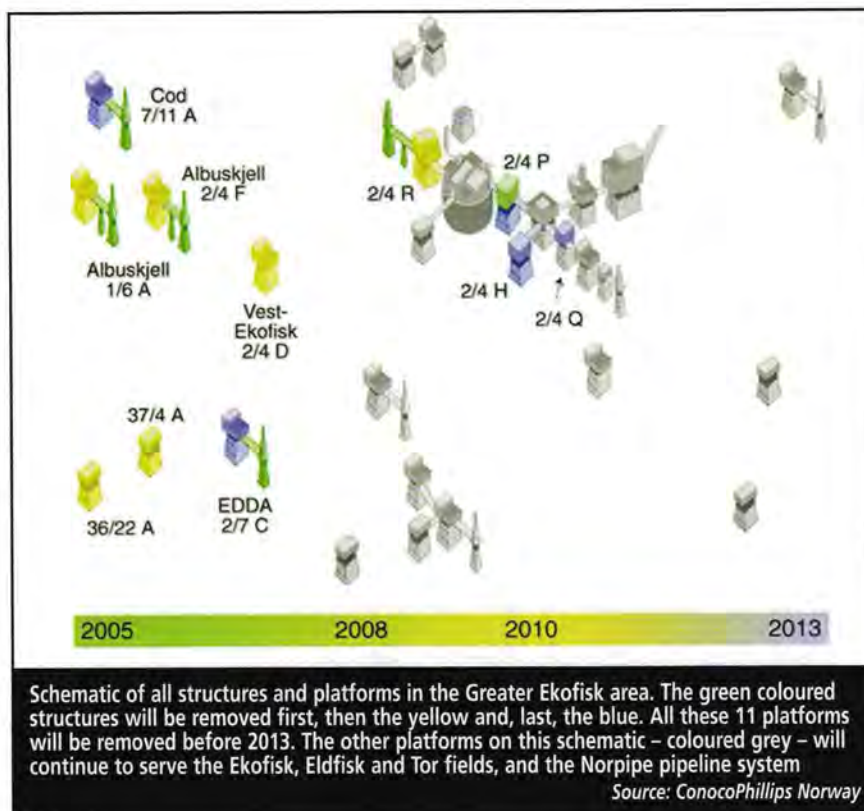 Cod
7/11 A
Albuskjell
2/4 F
Albuskjell
1/6 A
Vest-
Ekofisk
2/4 D
37/4 A
36/22 A
EDDA
2/7 C
2/4 R
2/4 P
2/4 H
2/4 Q
2005 2008 2010 2013
Schematic of all structures and platforms in the Greater Ekofisk area. The green coloured
structures will be removed first, then the yellow and, last, the blue. All these 11 platforms
will be removed before 2013. The other platforms on this schematic – coloured grey – will
continue to serve the Ekofisk, Eldfisk and Tor fields, and the Norpipe pipeline system
Source: ConocoPhillips Norway